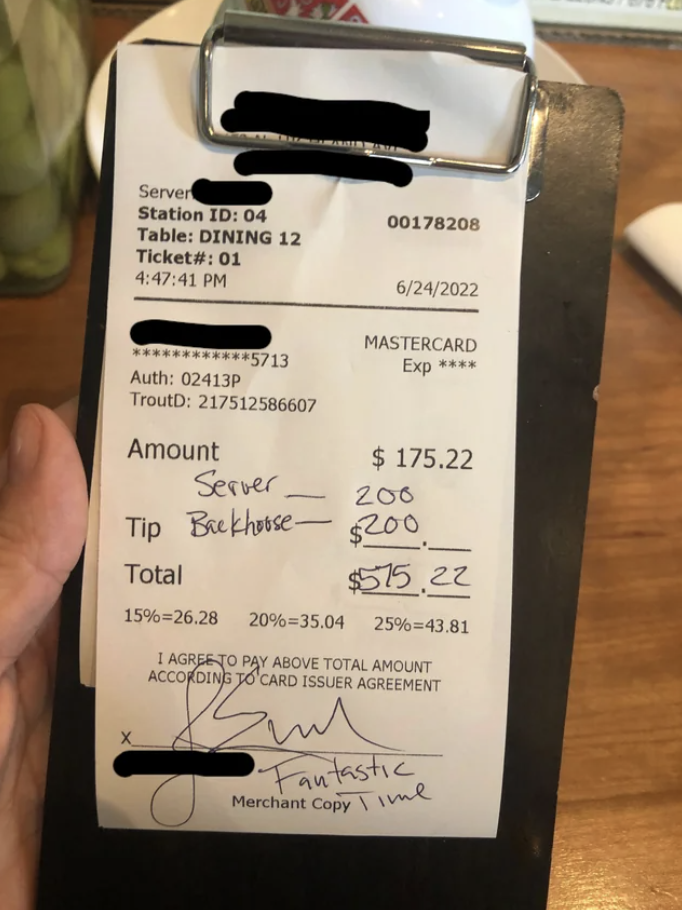 Server
Station ID: 04
00178208
Table: DINING 12
Ticket#: 01
4:47:41 PM
6/24/2022
MASTERCARD
************5713
Exp ****
Auth: 02413P
TroutD: 217512586607
Amount $ 175.22
Server — 200
Tip Backhouse — $200.
Total $575.22
15%=26.28 20%=35.04 25%=43.81
I AGREE TO PAY ABOVE TOTAL AMOUNT
ACCORDING TO CARD ISSUER AGREEMENT
X
Fantastic
Merchant Copy Time